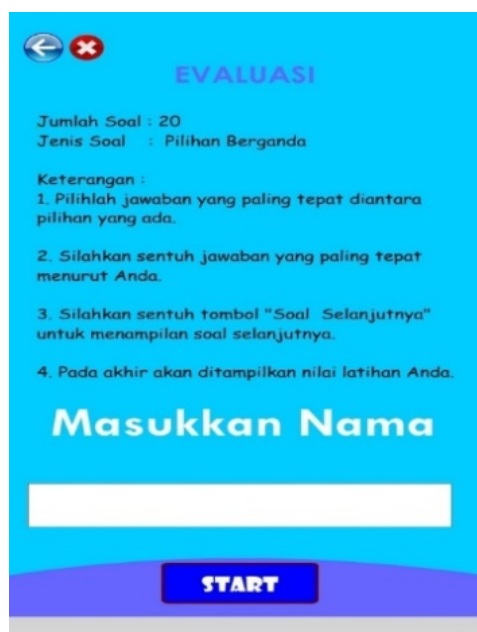 EVALUASI
Jumlah Soal : 20
Jenis Soal : Pilihan Berganda
Keterangan :
1. Pilihlah jawaban yang paling tepat diantara
pilihan yang ada.
2. Silahkan sentuh jawaban yang paling tepat
menurut Anda.
3. Silahkan sentuh tombol "Soal Selanjutnya"
untuk menampilan soal selanjutnya.
4. Pada akhir akan ditampilkan nilai latihan Anda.
Masukkan Nama
START